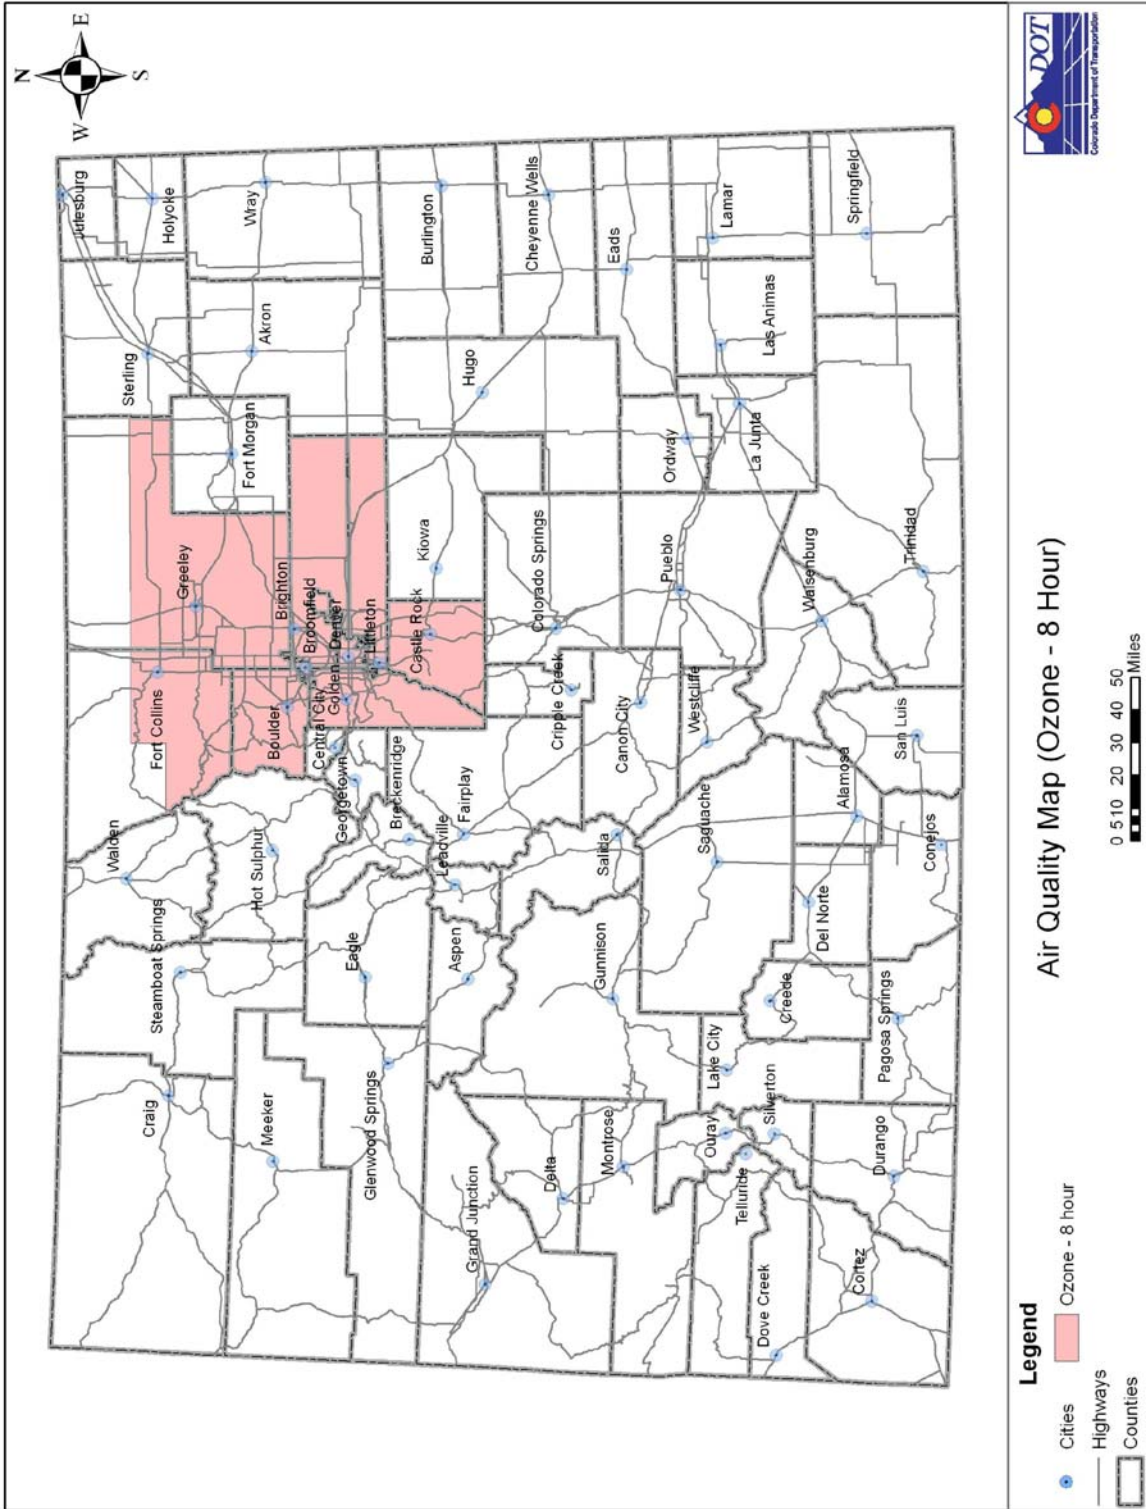 N
W
E
S
Julesburg
Holyoke
Wray
Burlington
Cheyenne Wells
Eads
Lamar
Springfield
Sterling
Akron
Hugo
Las Animas
Fort Morgan
Ordway
La Junta
Greeley
Brighton
Broomfield
Denver
Littleton
Castle Rock
Kiowa
Colorado Springs
Pueblo
Walsenburg
Trinidad
Fort Collins
Boulder
Central City
Golden
Georgetown
Breckenridge
Fairplay
Cripple Creek
Canon City
Westcliffe
San Luis
Walden
Hot Sulphur
Leadville
Salida
Saguache
Alamosa
Conejos
Steamboat Springs
Eagle
Aspen
Gunnison
Del Norte
Creede
Pagosa Springs
Craig
Meeker
Glenwood Springs
Lake City
Silverton
Ouray
Montrose
Delta
Grand Junction
Telluride
Durango
Dove Creek
Cortez
Legend
Cities
Highways
Counties
Ozone - 8 hour
Air Quality Map (Ozone - 8 Hour)
0 5 10 20 30 40 50
Miles
DOT
Colorado Department of Transportation